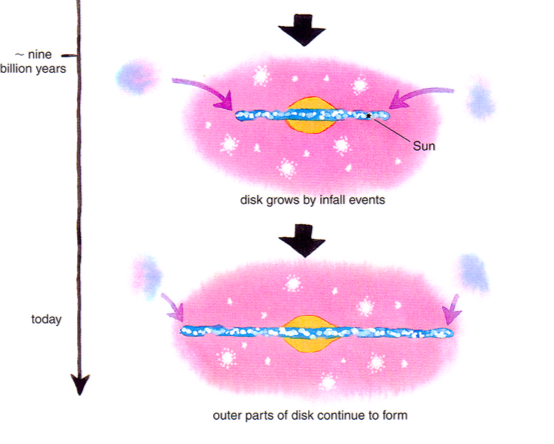 ~ nine
billion years
Sun
disk grows by infall events
today
outer parts of disk continue to form